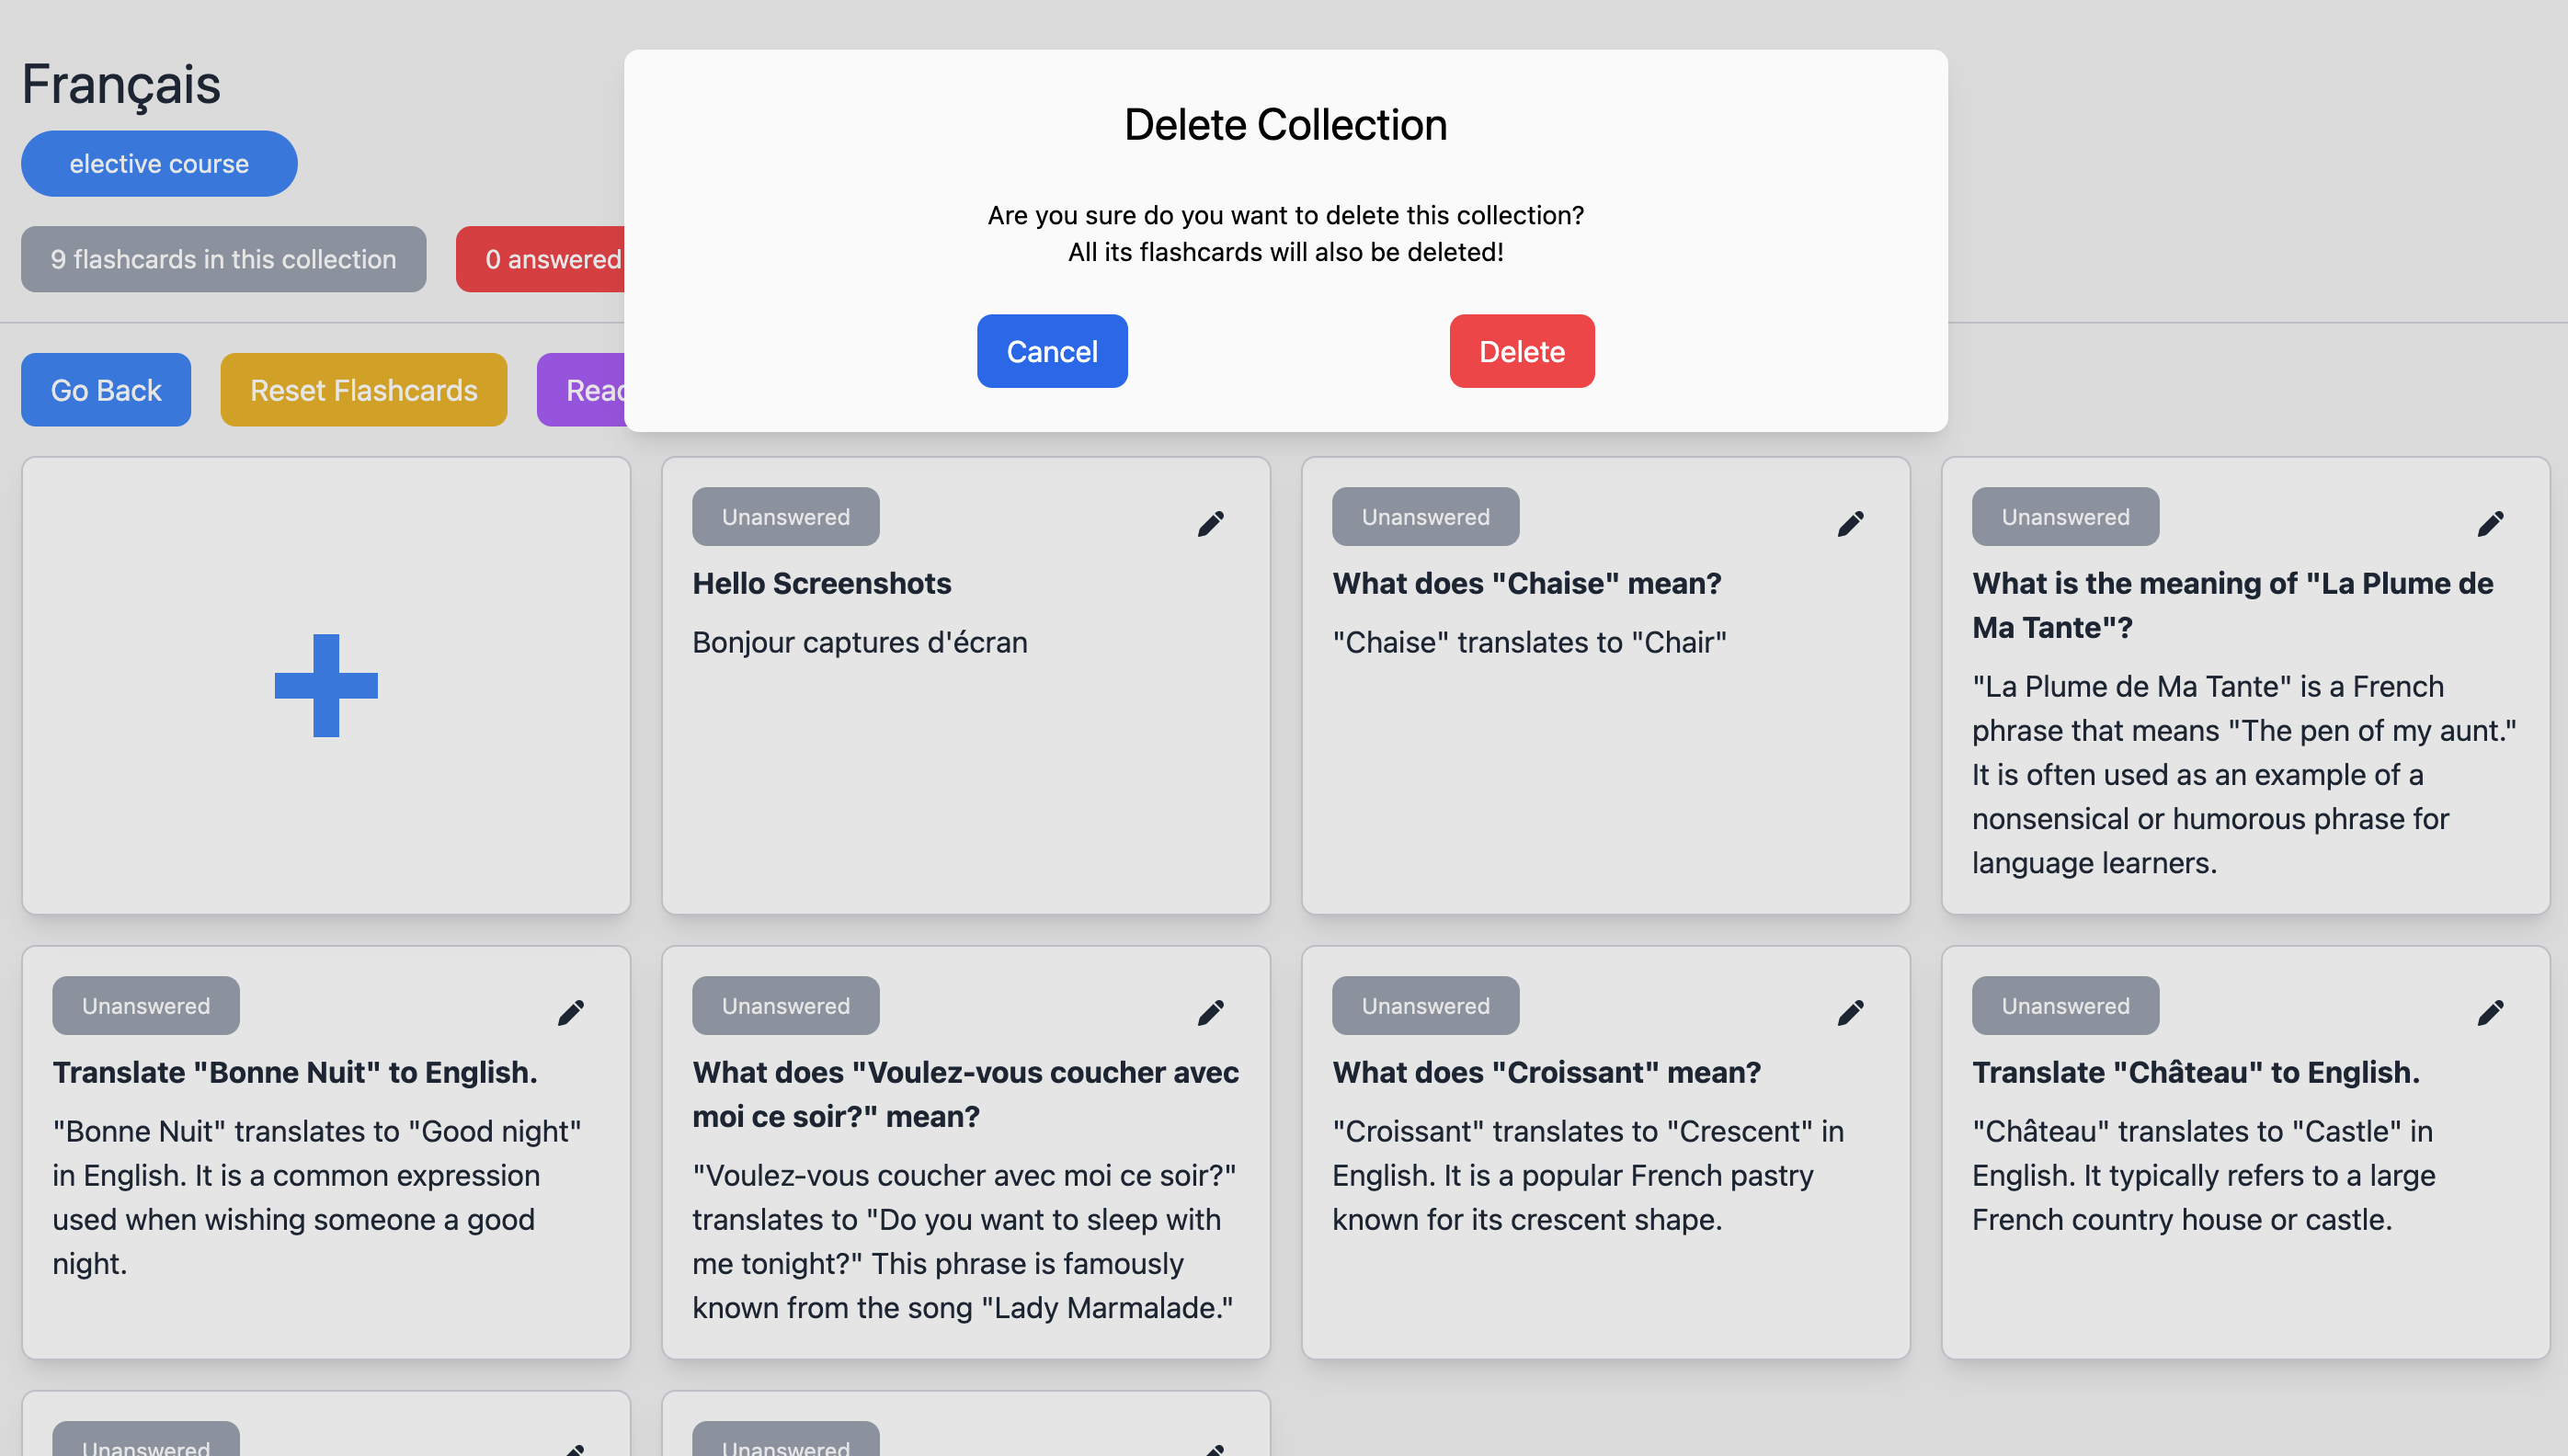 Français
elective course
9 flashcards in this collection
0 answered
Delete Collection
Are you sure do you want to delete this collection?
All its flashcards will also be deleted!
Cancel
Delete
Go Back
Reset Flashcards
Unanswered
Hello Screenshots
Bonjour captures d'écran
Unanswered
What does "Chaise" mean?
"Chaise" translates to "Chair"
Unanswered
What is the meaning of "La Plume de
Ma Tante"?
"La Plume de Ma Tante" is a French
phrase that means "The pen of my aunt."
It is often used as an example of a
nonsensical or humorous phrase for
language learners.
Unanswered
Translate "Bonne Nuit" to English.
"Bonne Nuit" translates to "Good night"
in English. It is a common expression
used when wishing someone a good
night.
Unanswered
What does "Voulez-vous coucher avec
moi ce soir?" mean?
"Voulez-vous coucher avec moi ce soir?"
translates to "Do you want to sleep with
me tonight?" This phrase is famously
known from the song "Lady Marmalade."
Unanswered
What does "Croissant" mean?
"Croissant" translates to "Crescent" in
English. It is a popular French pastry
known for its crescent shape.
Unanswered
Translate "Château" to English.
"Château" translates to "Castle" in
English. It typically refers to a large
French country house or castle.
Unanswered
Unanswered